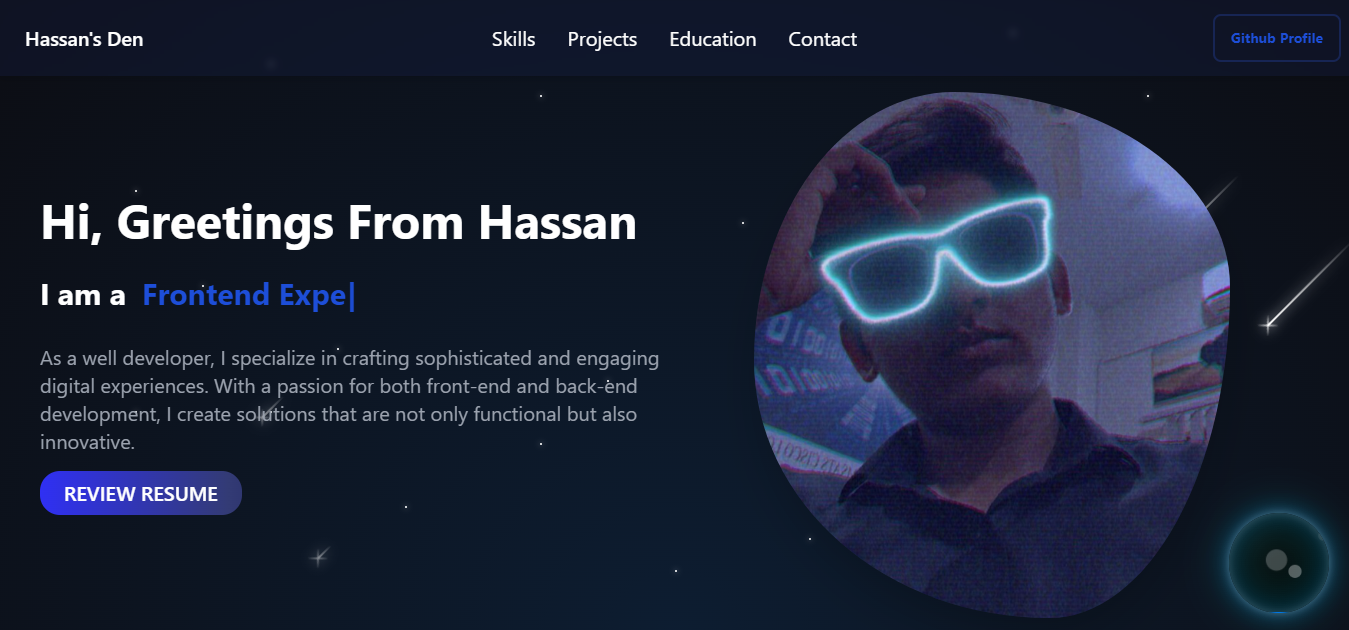 Hassan's Den
Skills
Projects
Education
Contact
Github Profile
Hi, Greetings From Hassan
I am a Frontend Expe|
As a well developer, I specialize in crafting sophisticated and engaging
digital experiences. With a passion for both front-end and back-end
development, I create solutions that are not only functional but also
innovative.
REVIEW RESUME